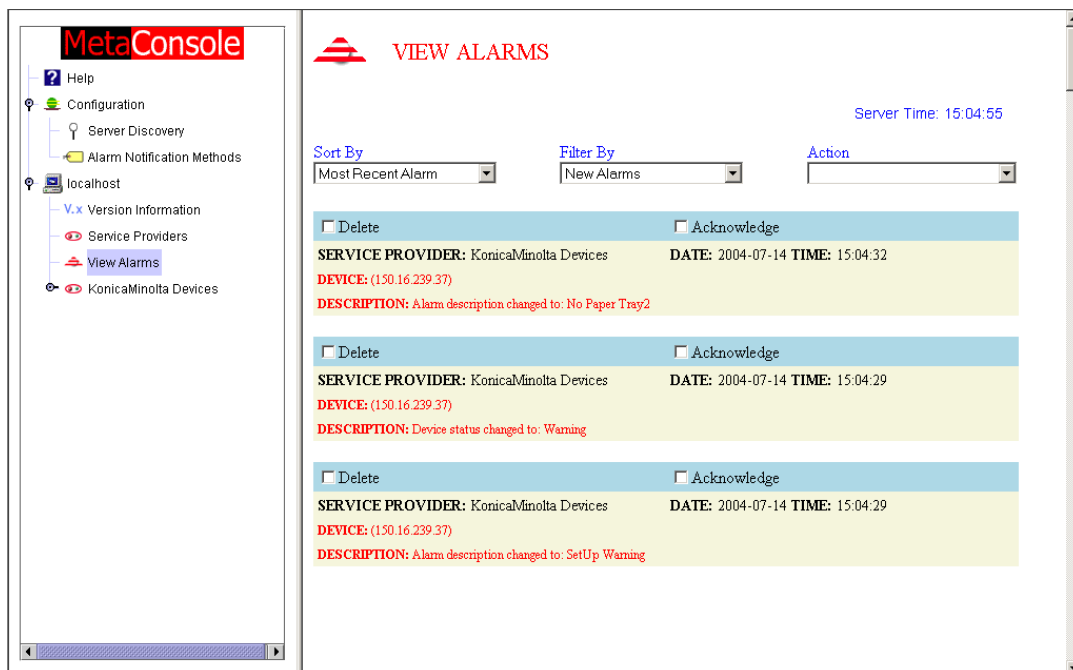 MetaConsole
Help
Configuration
Server Discovery
Alarm Notification Methods
localhost
V.x Version Information
Service Providers
View Alarms
KonicaMinolta Devices
VIEW ALARMS
Server Time: 15:04:55
Sort By Filter By Action
Most Recent Alarm New Alarms
Delete Acknowledge
SERVICE PROVIDER: KonicaMinolta Devices DATE: 2004-07-14 TIME: 15:04:32
DEVICE: (150.16.239.37)
DESCRIPTION: Alarm description changed to: No Paper Tray2
Delete Acknowledge
SERVICE PROVIDER: KonicaMinolta Devices DATE: 2004-07-14 TIME: 15:04:29
DEVICE: (150.16.239.37)
DESCRIPTION: Device status changed to: Warning
Delete Acknowledge
SERVICE PROVIDER: KonicaMinolta Devices DATE: 2004-07-14 TIME: 15:04:29
DEVICE: (150.16.239.37)
DESCRIPTION: Alarm description changed to: SetUp Warning